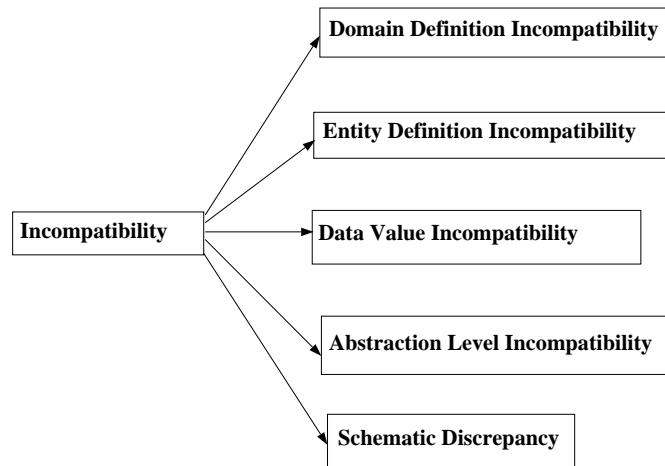 Domain Definition Incompatibility
Entity Definition Incompatibility
Incompatibility
Data Value Incompatibility
Abstraction Level Incompatibility
Schematic Discrepancy